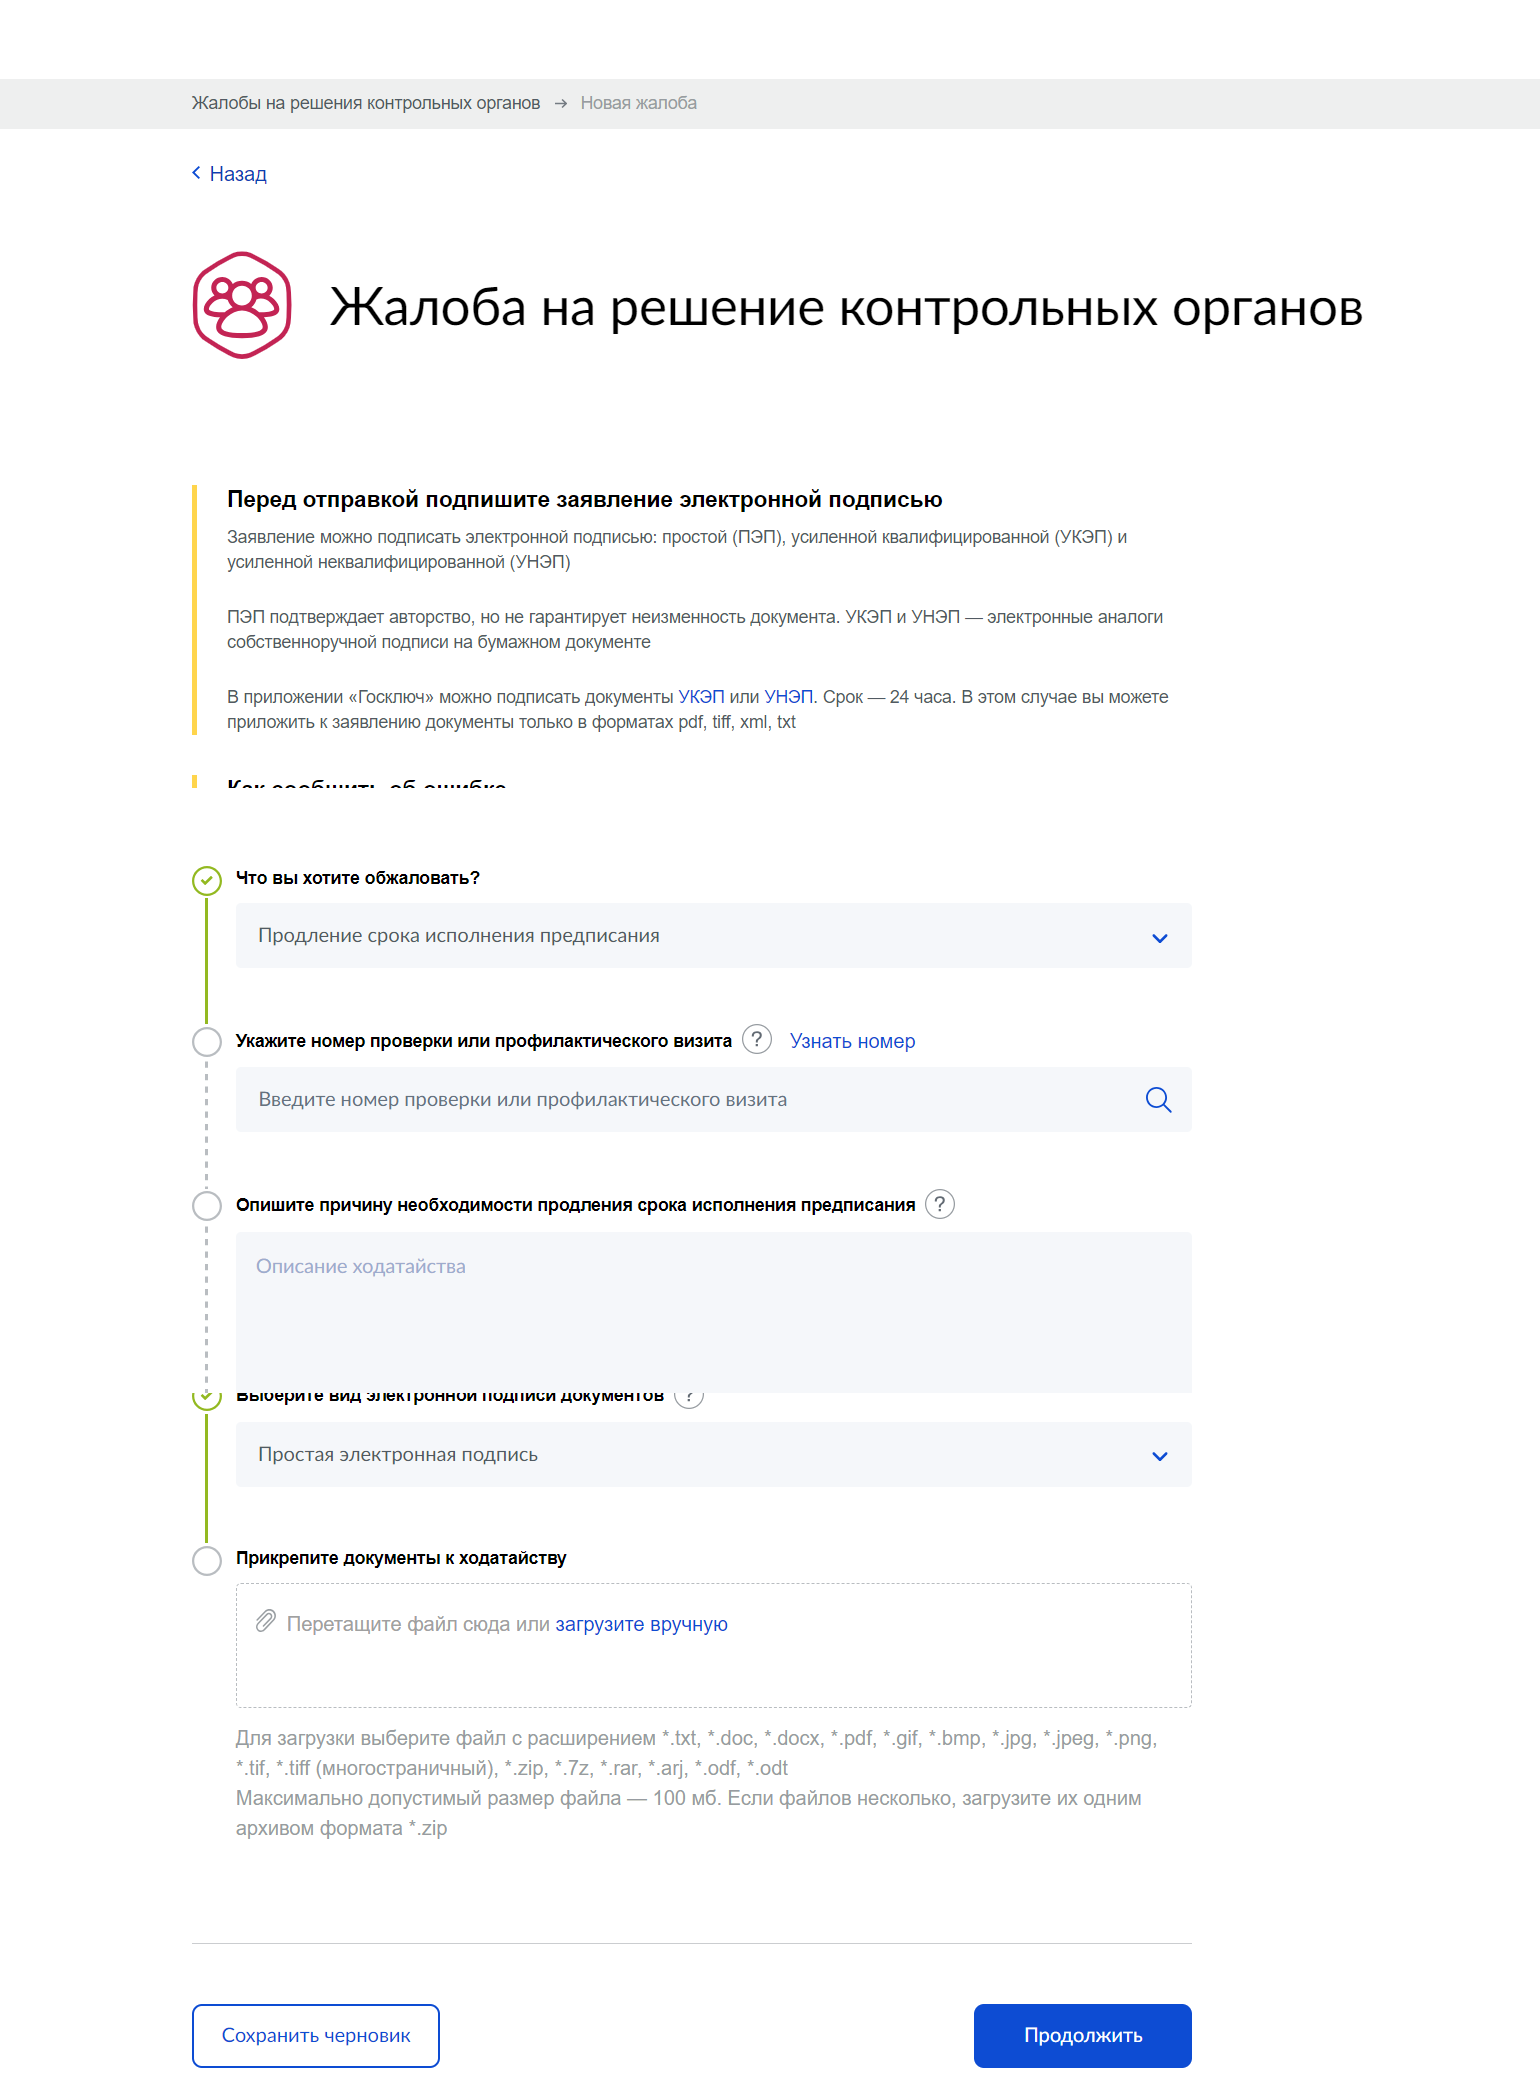 Жалобы на решения контрольных органов → Новая жалоба
Назад
Жалоба на решение контрольных органов
Перед отправкой подпишите заявление электронной подписью
Заявление можно подписать электронной подписью: простой (ПЭП), усиленной квалифицированной (УКЭП) и
усиленной неквалифицированной (УНЭП)
ПЭП подтверждает авторство, но не гарантирует неизменность документа. УКЭП и УНЭП — электронные аналоги
собственноручной подписи на бумажном документе
В приложении «Госключ» можно подписать документы УКЭП или УНЭП. Срок — 24 часа. В этом случае вы можете
приложить к заявлению документы только в форматах pdf, tiff, xml, txt
Как сообщить об ошибке
Что вы хотите обжаловать?
Продление срока исполнения предписания
Укажите номер проверки или профилактического визита ? Узнать номер
Введите номер проверки или профилактического визита
Опишите причину необходимости продления срока исполнения предписания ?
Описание ходатайства
Выберите вид электронной подписи документов ?
Простая электронная подпись
Прикрепите документы к ходатайству
Перетащите файл сюда или загрузите вручную
Для загрузки выберите файл с расширением *.txt, *.doc, *.docx, *.pdf, *.gif, *.bmp, *.jpg, *.jpeg, *.png,
*.tif, *.tiff (многостраничный), *.zip, *.7z, *.rar, *.arj, *.odf, *.odt
Максимально допустимый размер файла — 100 мб. Если файлов несколько, загрузите их одним
архивом формата *.zip
Сохранить черновик
Продолжить